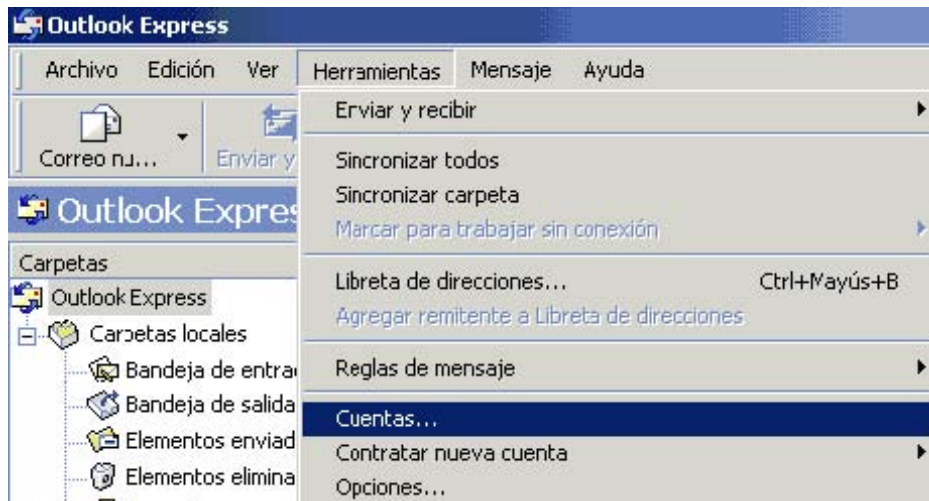 Outlook Express
Archivo Edición Ver Herramientas Mensaje Ayuda
Correo nu... Enviar y
Enviar y recibir
Sincronizar todos
Sincronizar carpeta
Marcar para trabajar sin conexión
Libreta de direcciones... Ctrl+Mayús+B
Agregar remitente a Libreta de direcciones
Reglas de mensaje
Cuentas...
Contratar nueva cuenta
Opciones...
Outlook Expres
Carpetas
Outlook Express
Carpetas locales
Bandeja de entra
Bandeja de salida
Elementos enviad
Elementos elimina